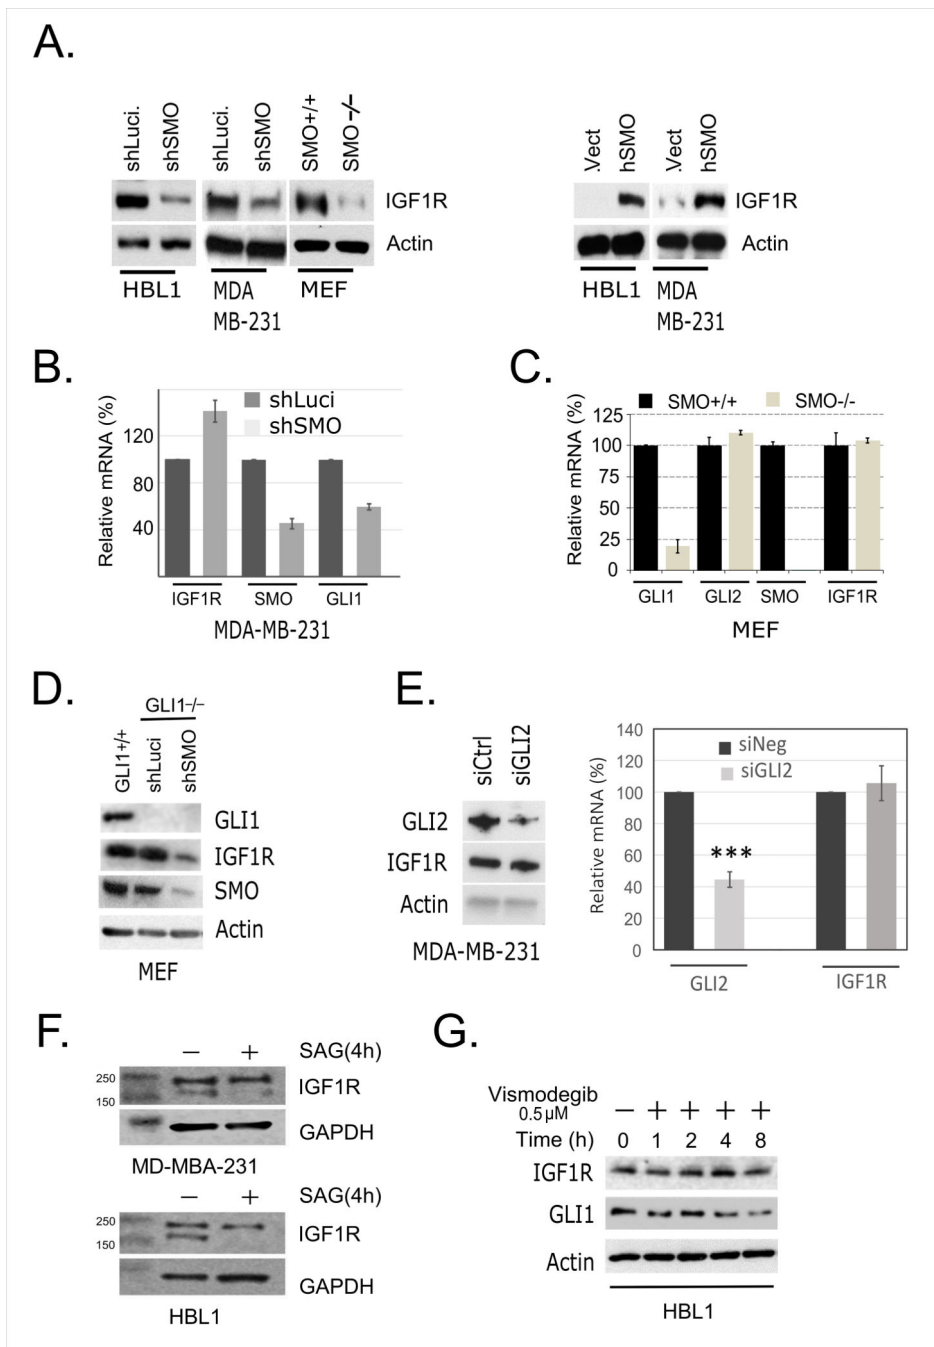 A.
shLuci. shSMO shLuci. shSMO SMO+/+ SMO-/-
IGF1R
Actin
HBL1 MDA MB-231 MEF
.Vect hSMO .Vect hSMO
IGF1R
Actin
HBL1 MDA MB-231
B.
Relative mRNA (%)
shLuci
shSMO
120
80
40
IGF1R SMO GLI1
MDA-MB-231
C.
Relative mRNA (%)
SMO+/+ SMO-/-
125
100
75
50
25
0
GLI1 GLI2 SMO IGF1R
MEF
D.
GLI1-/-
GLI1+/+ shLuci shSMO
GLI1
IGF1R
SMO
Actin
MEF
E.
siCtrl siGLI2
GLI2
IGF1R
Actin
MDA-MB-231
Relative mRNA (%)
siNeg
siGLI2
140
120
100
80
60
40
20
0
***
GLI2 IGF1R
F.
− + SAG(4h)
250
150
IGF1R
GAPDH
MD-MBA-231
− + SAG(4h)
250
150
IGF1R
GAPDH
HBL1
G.
Vismodegib
0.5 µM
− + + + +
Time (h) 0 1 2 4 8
IGF1R
GLI1
Actin
HBL1